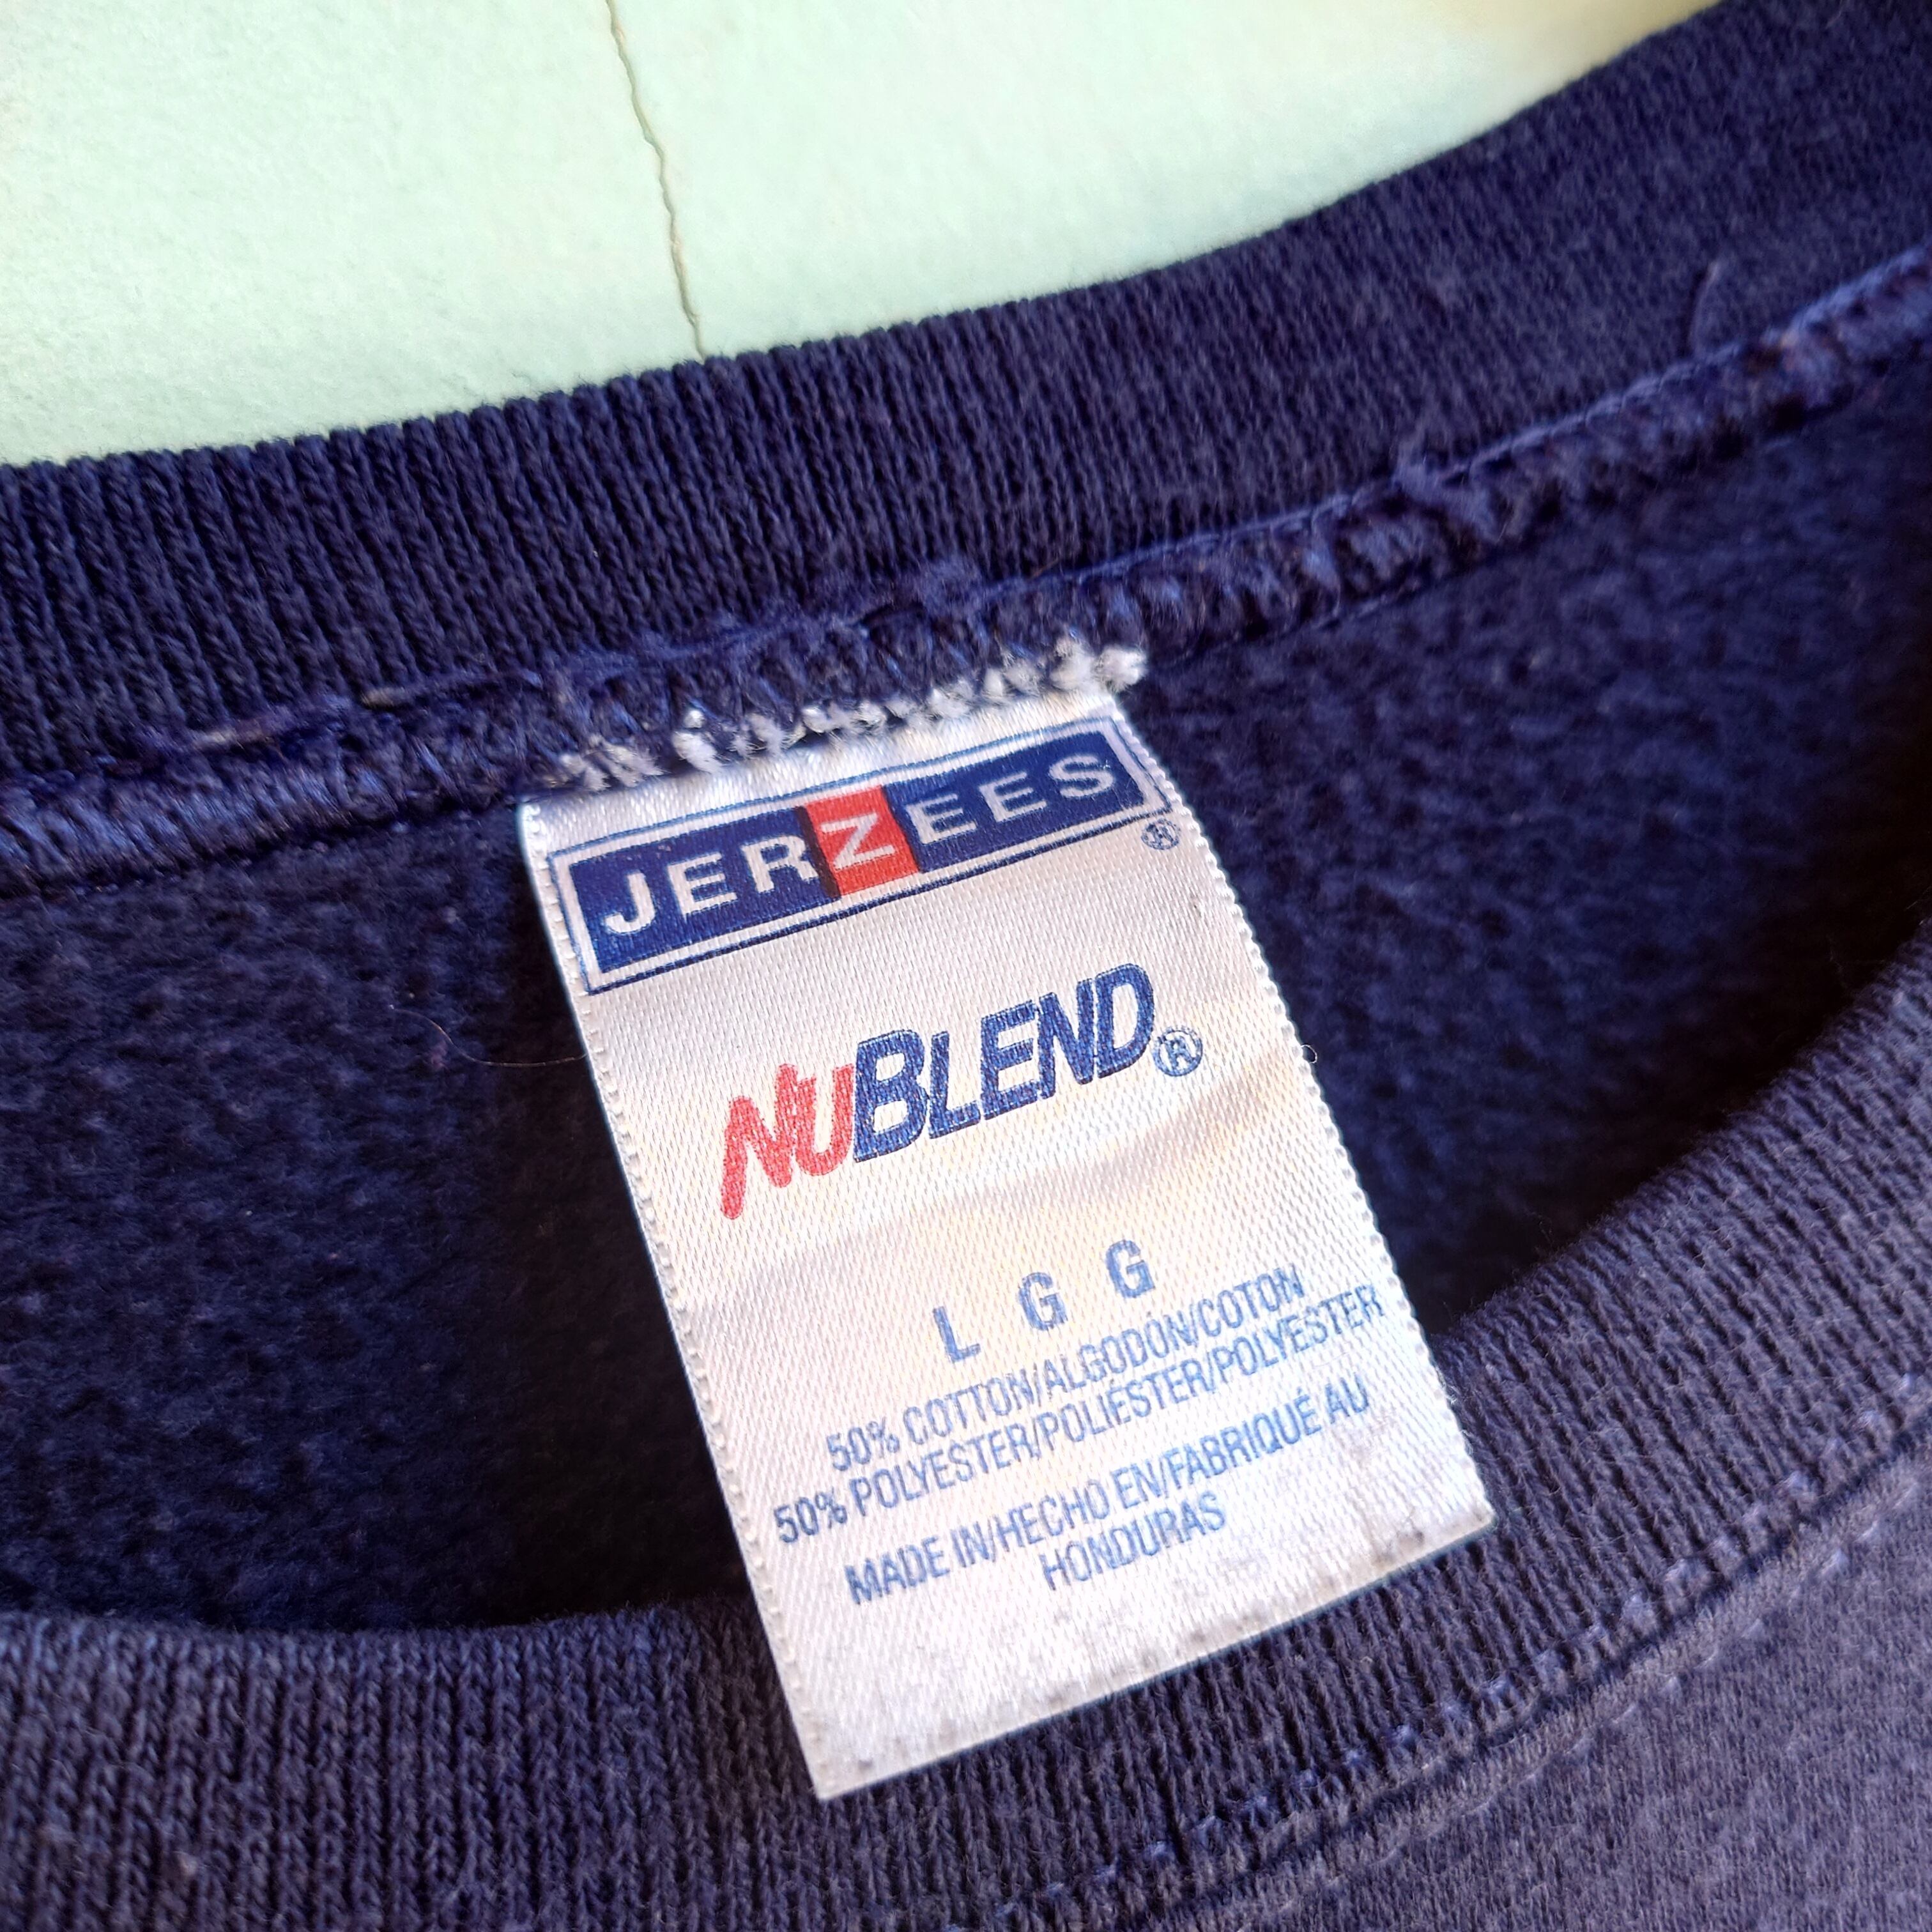 JERZEES®
NUBLEND®
L G G
50% COTTON/ALGODÓN/COTON
50% POLYESTER/POLIÉSTER/POLYESTER
MADE IN/HECHO EN/FABRIQUÉ AU
HONDURAS